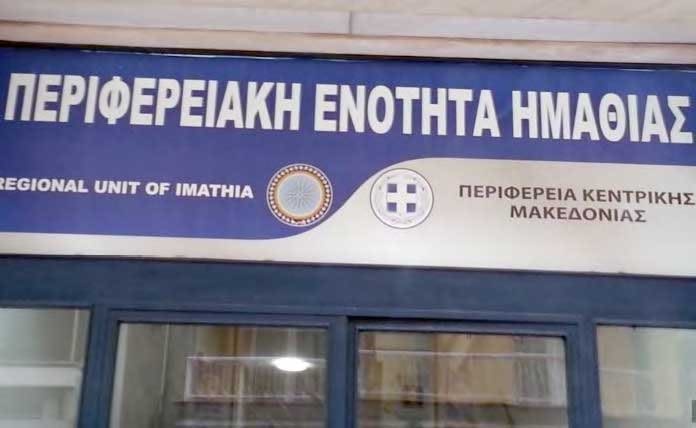 ΠΕΡΙΦΕΡΕΙΑΚΗ ΕΝΟΤΗΤΑ ΗΜΑΘΙΑΣ
REGIONAL UNIT OF IMATHIA
ΠΕΡΙΦΕΡΕΙΑ ΚΕΝΤΡΙΚΗΣ
ΜΑΚΕΔΟΝΙΑΣ